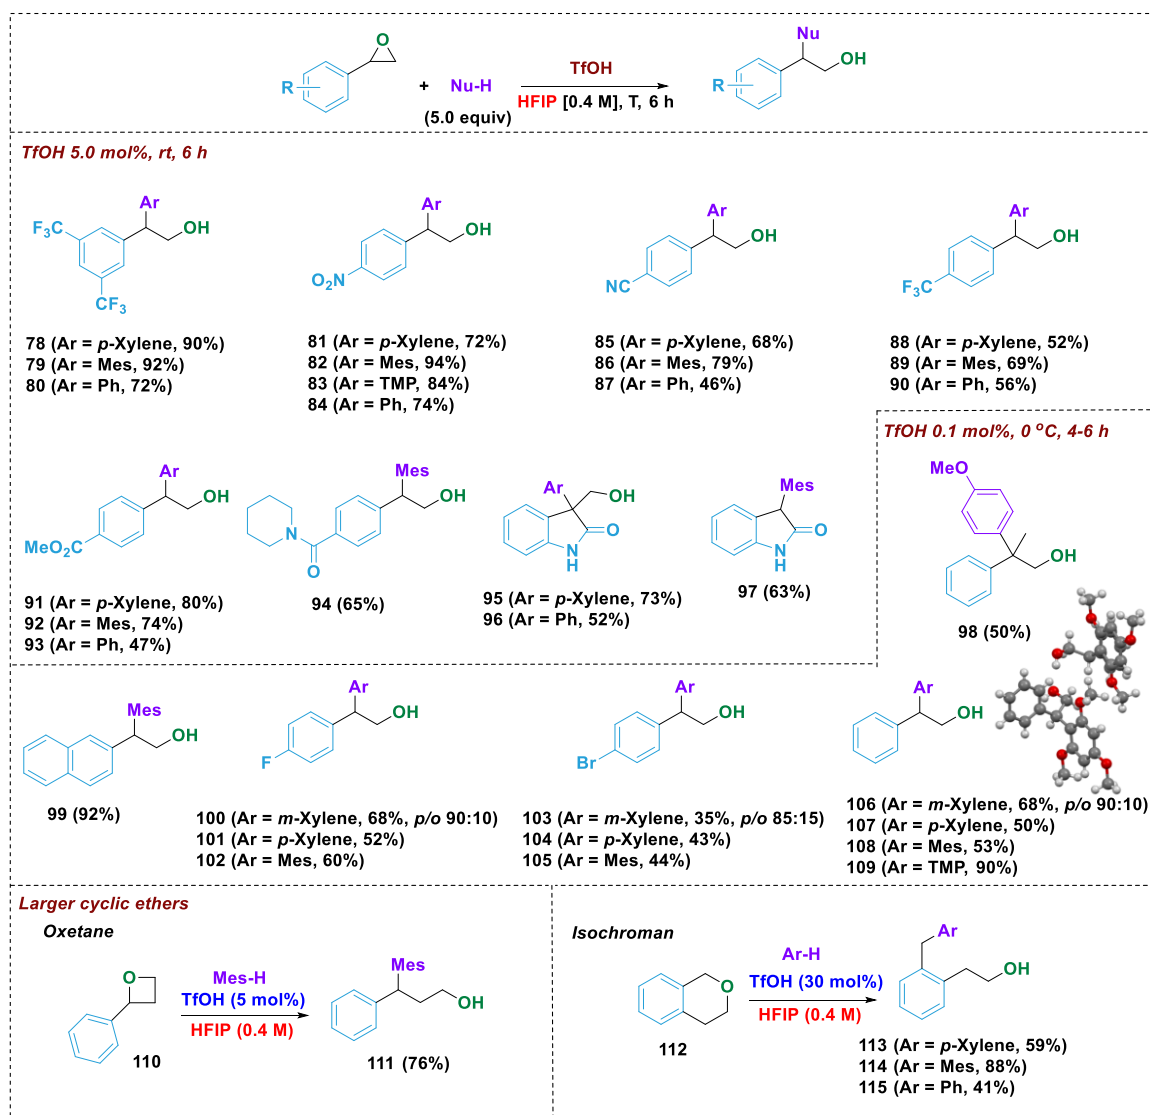 O
Nu
R
+ Nu-H
(5.0 equiv)
TfOH
HFIP [0.4 M], T, 6 h
OH
R
TfOH 5.0 mol%, rt, 6 h
Ar
OH
F3C
CF3
78 (Ar = p-Xylene, 90%)
79 (Ar = Mes, 92%)
80 (Ar = Ph, 72%)
Ar
OH
O2N
81 (Ar = p-Xylene, 72%)
82 (Ar = Mes, 94%)
83 (Ar = TMP, 84%)
84 (Ar = Ph, 74%)
Ar
OH
NC
85 (Ar = p-Xylene, 68%)
86 (Ar = Mes, 79%)
87 (Ar = Ph, 46%)
Ar
OH
F3C
88 (Ar = p-Xylene, 52%)
89 (Ar = Mes, 69%)
90 (Ar = Ph, 56%)
Ar
OH
MeO2C
91 (Ar = p-Xylene, 80%)
92 (Ar = Mes, 74%)
93 (Ar = Ph, 47%)
Mes
OH
N
O
94 (65%)
Ar
OH
O
N
H
95 (Ar = p-Xylene, 73%)
96 (Ar = Ph, 52%)
Mes
O
N
H
97 (63%)
TfOH 0.1 mol%, 0 °C, 4-6 h
MeO
OH
98 (50%)
Mes
OH
99 (92%)
Ar
OH
F
100 (Ar = m-Xylene, 68%, p/o 90:10)
101 (Ar = p-Xylene, 52%)
102 (Ar = Mes, 60%)
Ar
OH
Br
103 (Ar = m-Xylene, 35%, p/o 85:15)
104 (Ar = p-Xylene, 43%)
105 (Ar = Mes, 44%)
Ar
OH
106 (Ar = m-Xylene, 68%, p/o 90:10)
107 (Ar = p-Xylene, 50%)
108 (Ar = Mes, 53%)
109 (Ar = TMP, 90%)
Larger cyclic ethers
Oxetane
O
110
Mes-H
TfOH (5 mol%)
HFIP (0.4 M)
Mes
OH
111 (76%)
Isochroman
O
112
Ar-H
TfOH (30 mol%)
HFIP (0.4 M)
Ar
OH
113 (Ar = p-Xylene, 59%)
114 (Ar = Mes, 88%)
115 (Ar = Ph, 41%)